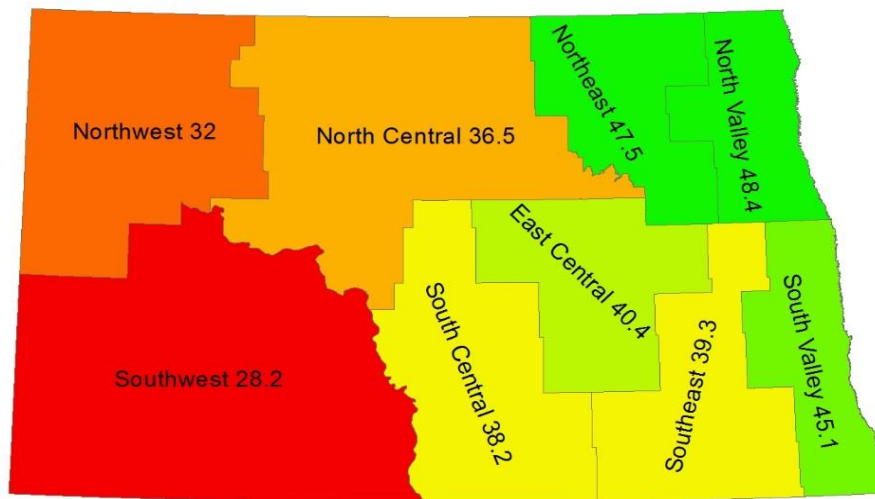 Northwest 32
North Central 36.5
Northeast 47.5
North Valley 48.4
Southwest 28.2
South Central 38.2
East Central 40.4
Southeast 39.3
South Valley 45.1